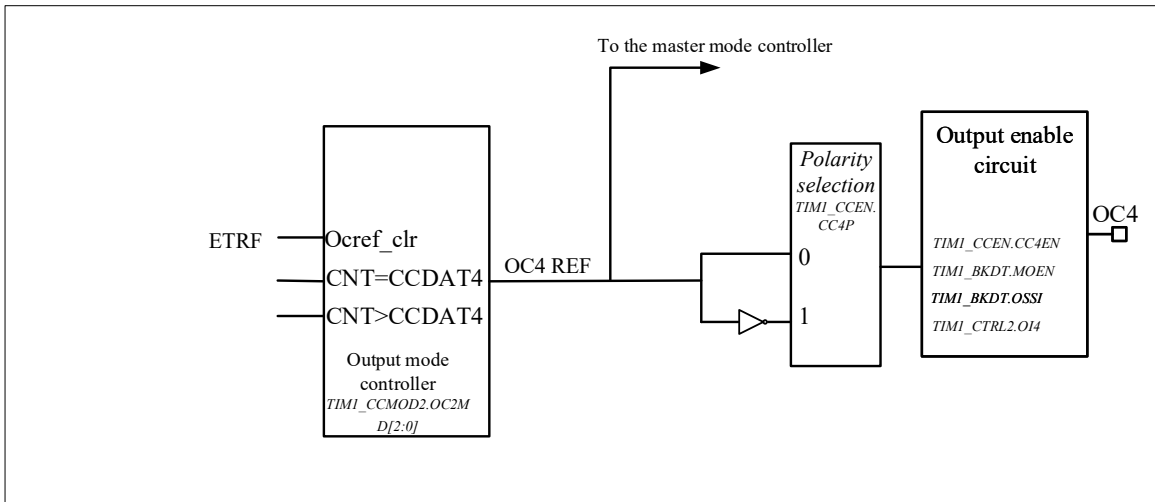 To the master mode controller
ETRF
Ocref_clr
CNT=CCDAT4
CNT>CCDAT4
Output mode
controller
TIM1_CCMOD2.OC2M
D[2:0]
OC4 REF
Polarity
selection
TIM1_CCEN.
CC4P
0
1
Output enable
circuit
TIM1_CCEN.CC4EN
TIM1_BKDT.MOEN
TIM1_BKDT.OSSI
TIM1_CTRL2.OI4
OC4